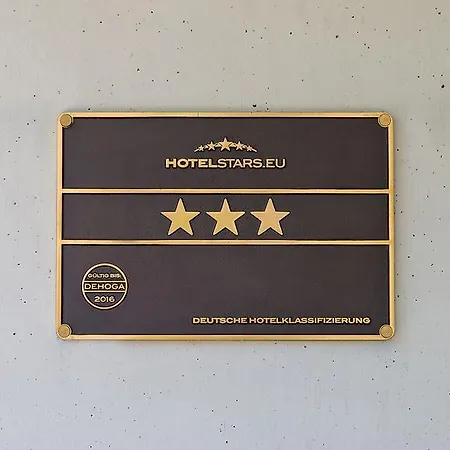 HOTELSTARS.EU
GÜLTIG BIS:
DEHOGA
2016
DEUTSCHE HOTELKLASSIFIZIERUNG